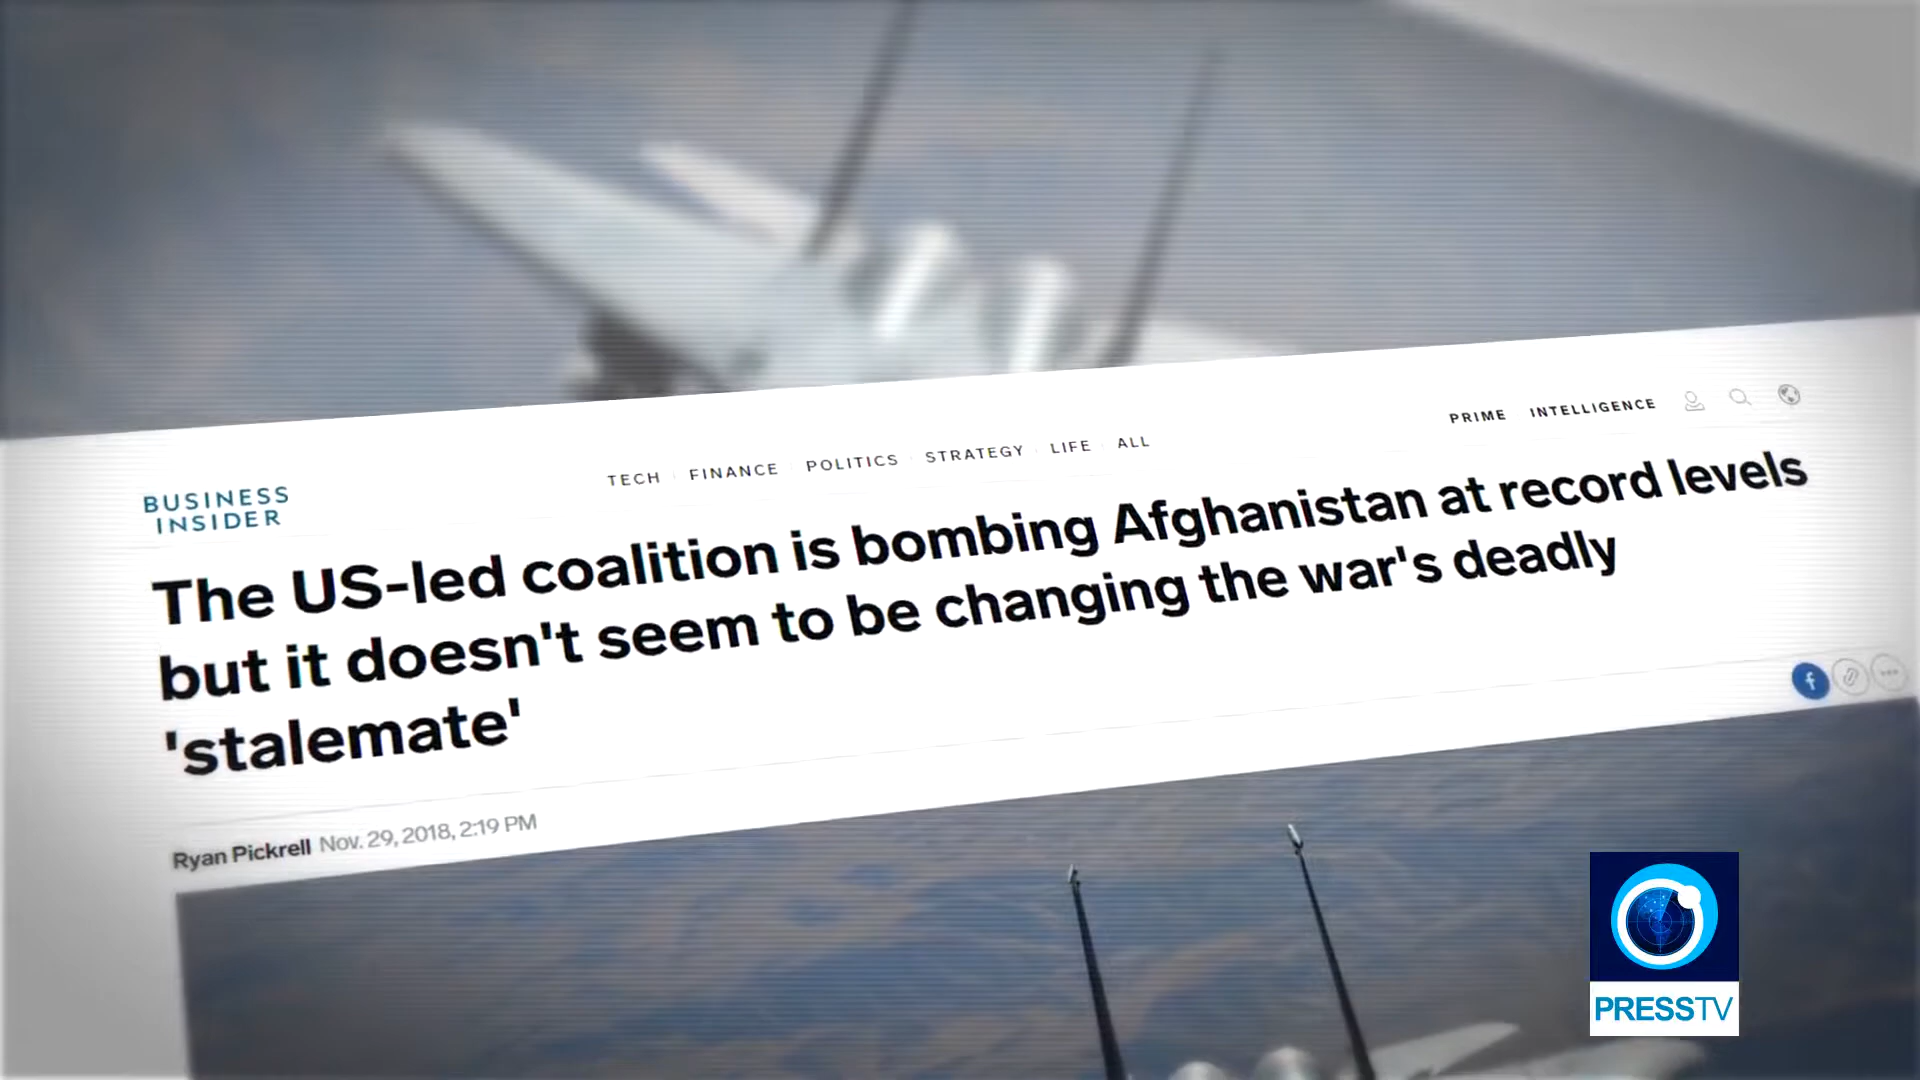 PRIME INTELLIGENCE
TECH FINANCE POLITICS STRATEGY LIFE ALL
BUSINESS
INSIDER
The US-led coalition is bombing Afghanistan at record levels
but it doesn't seem to be changing the war's deadly
'stalemate'
Ryan Pickrell Nov. 29, 2018, 2:19 PM
PRESSTV